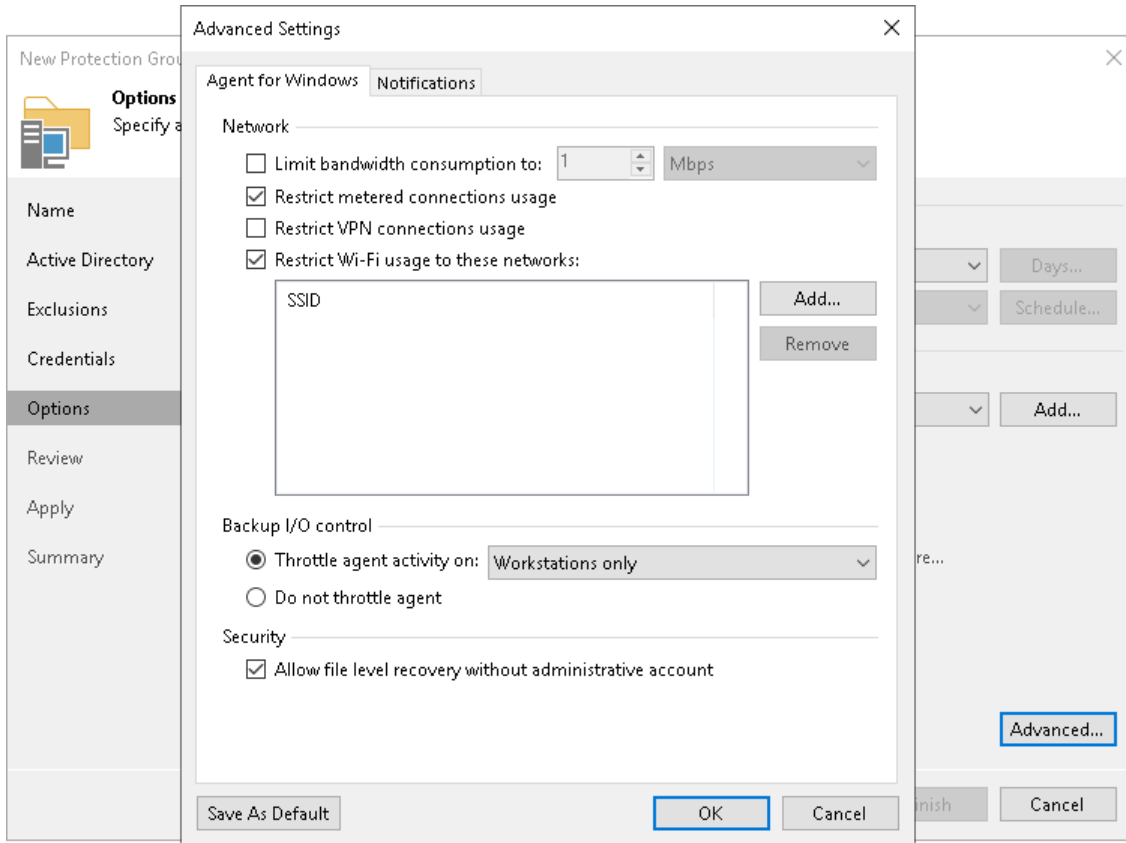 Advanced Settings
New Protection Grou
Agent for Windows
Notifications
Options
Specify a
Network
Limit bandwidth consumption to:
1
Mbps
Restrict metered connections usage
Name
Restrict VPN connections usage
Active Directory
Restrict Wi-Fi usage to these networks:
Days...
SSID
Add...
Exclusions
Schedule...
Remove
Credentials
Options
Add...
Review
Apply
Backup I/O control
Summary
Throttle agent activity on:
Workstations only
re...
Do not throttle agent
Security
Allow file level recovery without administrative account
Advanced...
Save As Default
OK
Cancel
inish
Cancel